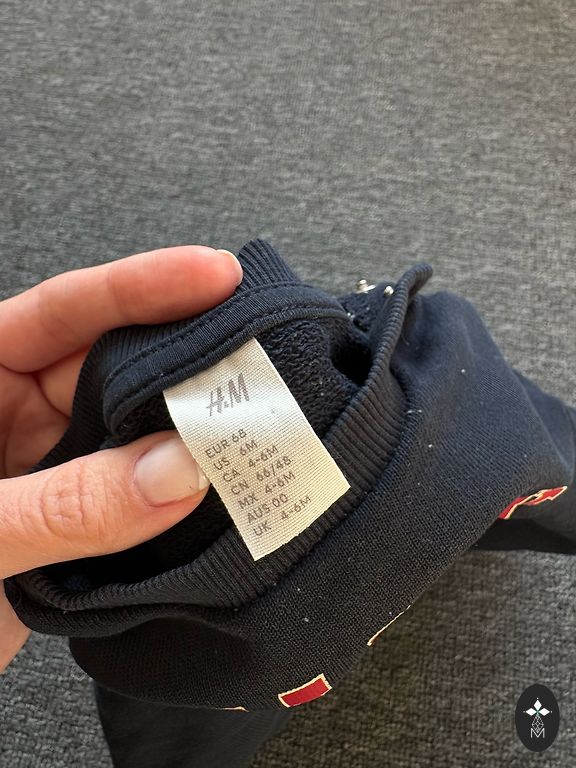 H&M
EUR 68
US 6M
CA 4-6M
CN 66/48
MX 4-6M
AUS 00
UK 4-6M
M